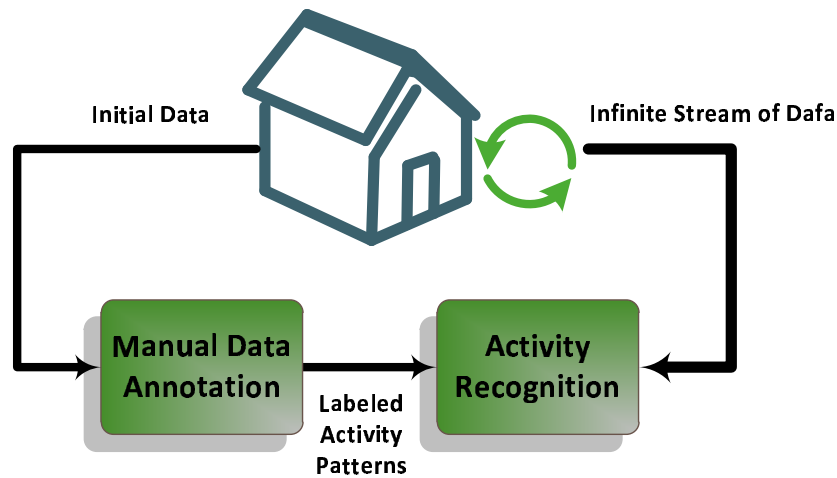 Initial Data
Infinite Stream of Dafa
Manual Data
Annotation
Labeled
Activity
Patterns
Activity
Recognition